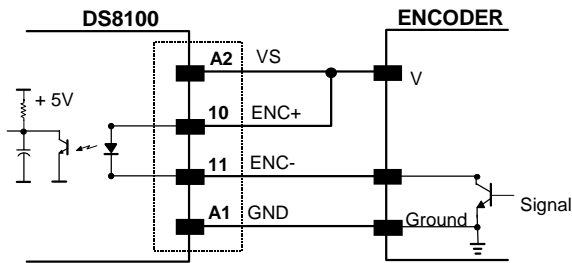 DS8100 ENCODER
A2 VS
V
+ 5V
10 ENC+
11 ENC-
Signal
A1 GND Ground